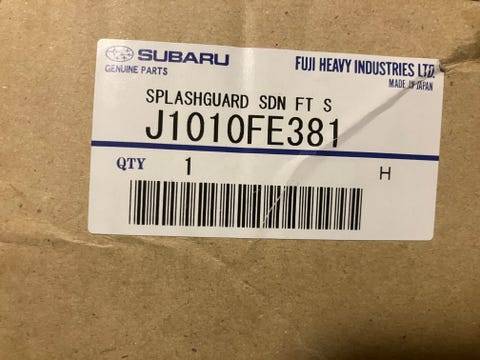 SUBARU FUJI HEAVY INDUSTRIES LTD.
GENUINE PARTS MADE IN JAPAN
SPLASHGUARD SDN FT S
J1010FE381
QTY 1 H